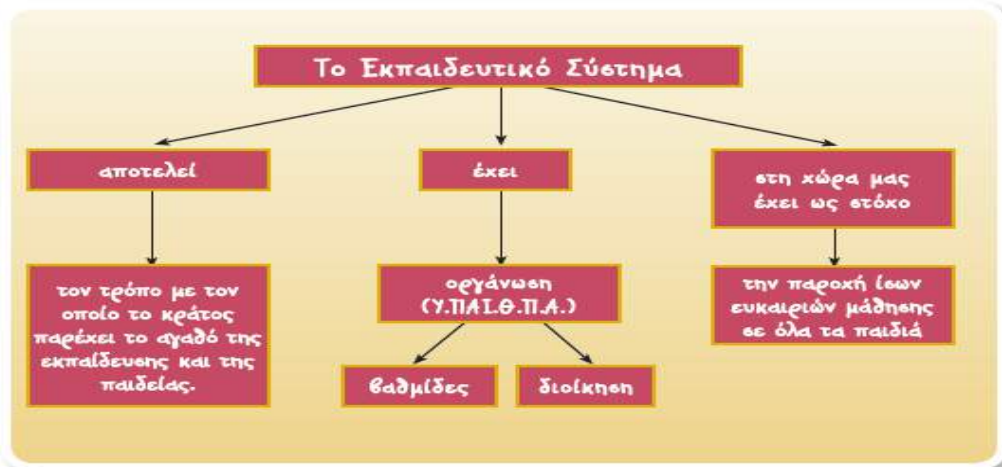 Το Εκπαιδευτικό Σύστημα
αποτελεί
έχει
στη χώρα μας
έχει ως στόχο
τον τρόπο με τον
οποίο το κράτος
παρέχει το αγαθό της
εκπαίδευσης και της
παιδείας.
οργάνωση
(Υ.ΠΑΙ.Θ.Π.Α.)
την παροχή ίσων
ευκαιριών μάθησης
σε όλα τα παιδιά
βαθμίδες
διοίκηση